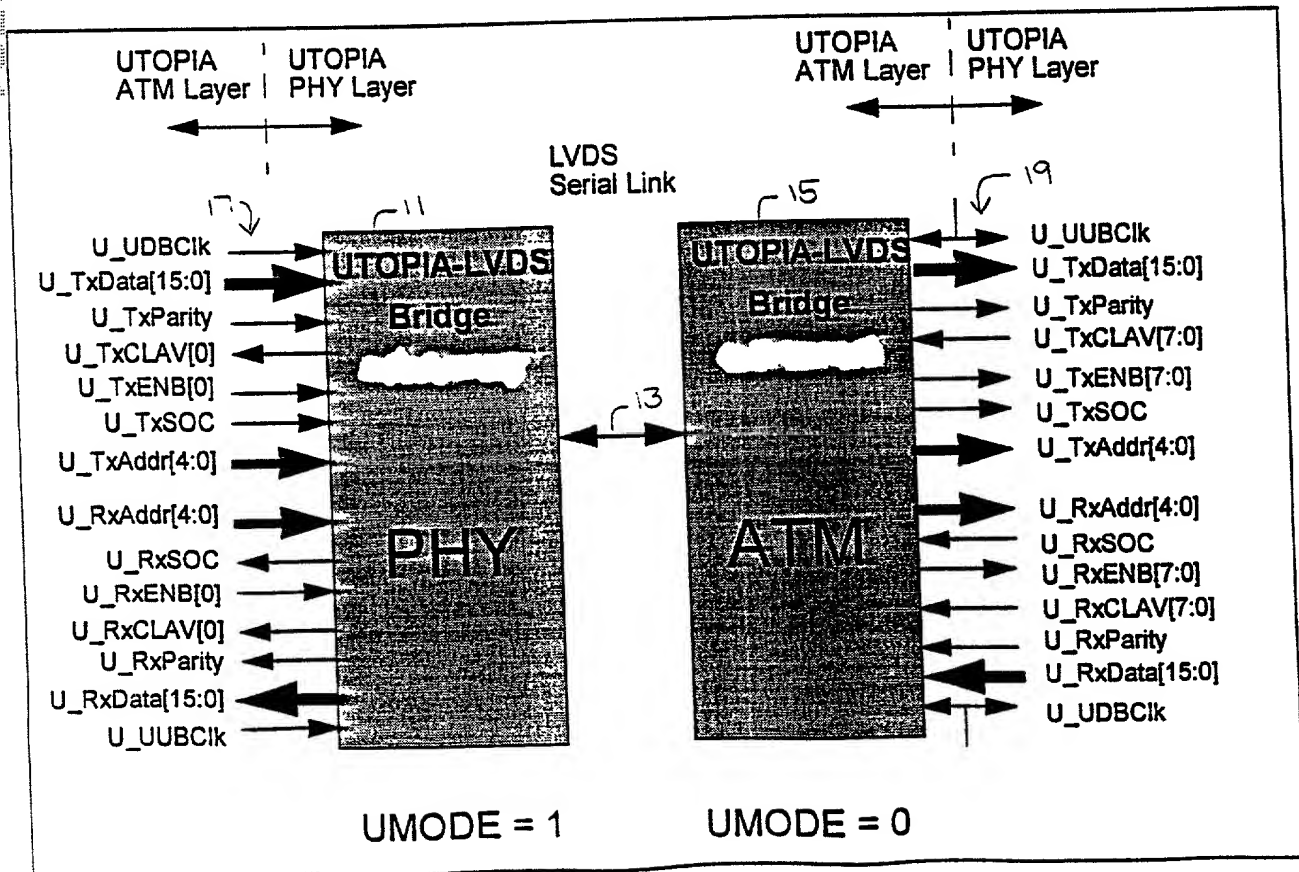 UTOPIA
ATM Layer
UTOPIA
PHY Layer
UTOPIA
ATM Layer
UTOPIA
PHY Layer
LVDS
Serial Link
17
11
15
19
13
U_UDBClk
U_TxData[15:0]
U_TxParity
U_TxCLAV[0]
U_TxENB[0]
U_TxSOC
U_TxAddr[4:0]
U_RxAddr[4:0]
U_RxSOC
U_RxENB[0]
U_RxCLAV[0]
U_RxParity
U_RxData[15:0]
U_UUBClk
UTOPIA-LVDS
Bridge
PHY
UTOPIA-LVDS
Bridge
ATM
U_UUBClk
U_TxData[15:0]
U_TxParity
U_TxCLAV[7:0]
U_TxENB[7:0]
U_TxSOC
U_TxAddr[4:0]
U_RxAddr[4:0]
U_RxSOC
U_RxENB[7:0]
U_RxCLAV[7:0]
U_RxParity
U_RxData[15:0]
U_UDBClk
UMODE = 1
UMODE = 0